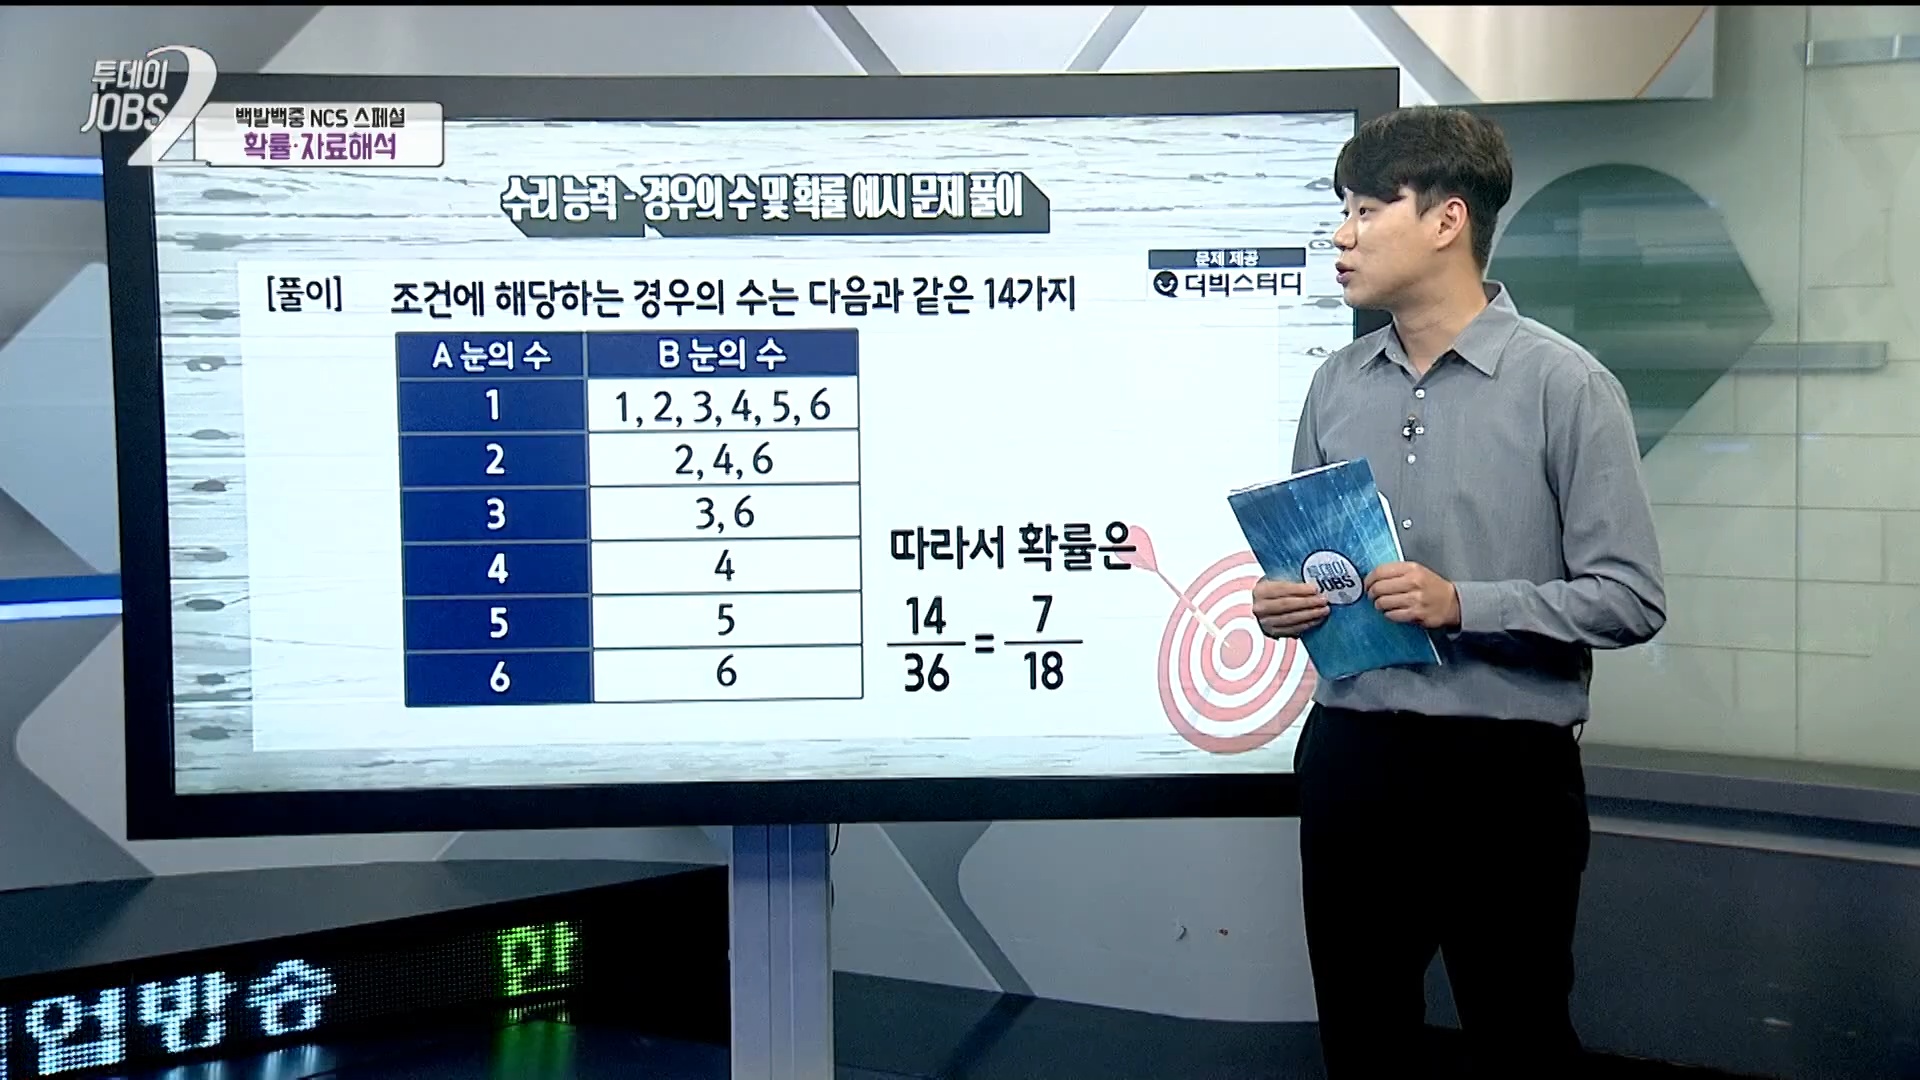 투데이
JOBS 2
백발백중 NCS 스페셜
확률·자료해석
수리 능력 - 경우의 수 및 확률 예시 문제 풀이
문제 제공
더빅스터디
[풀이] 조건에 해당하는 경우의 수는 다음과 같은 14가지
A 눈의 수 B 눈의 수
1 1, 2, 3, 4, 5, 6
2 2, 4, 6
3 3, 6
4 4
5 5
6 6
따라서 확률은
14/36 = 7/18
투데이
JOBS
업방송